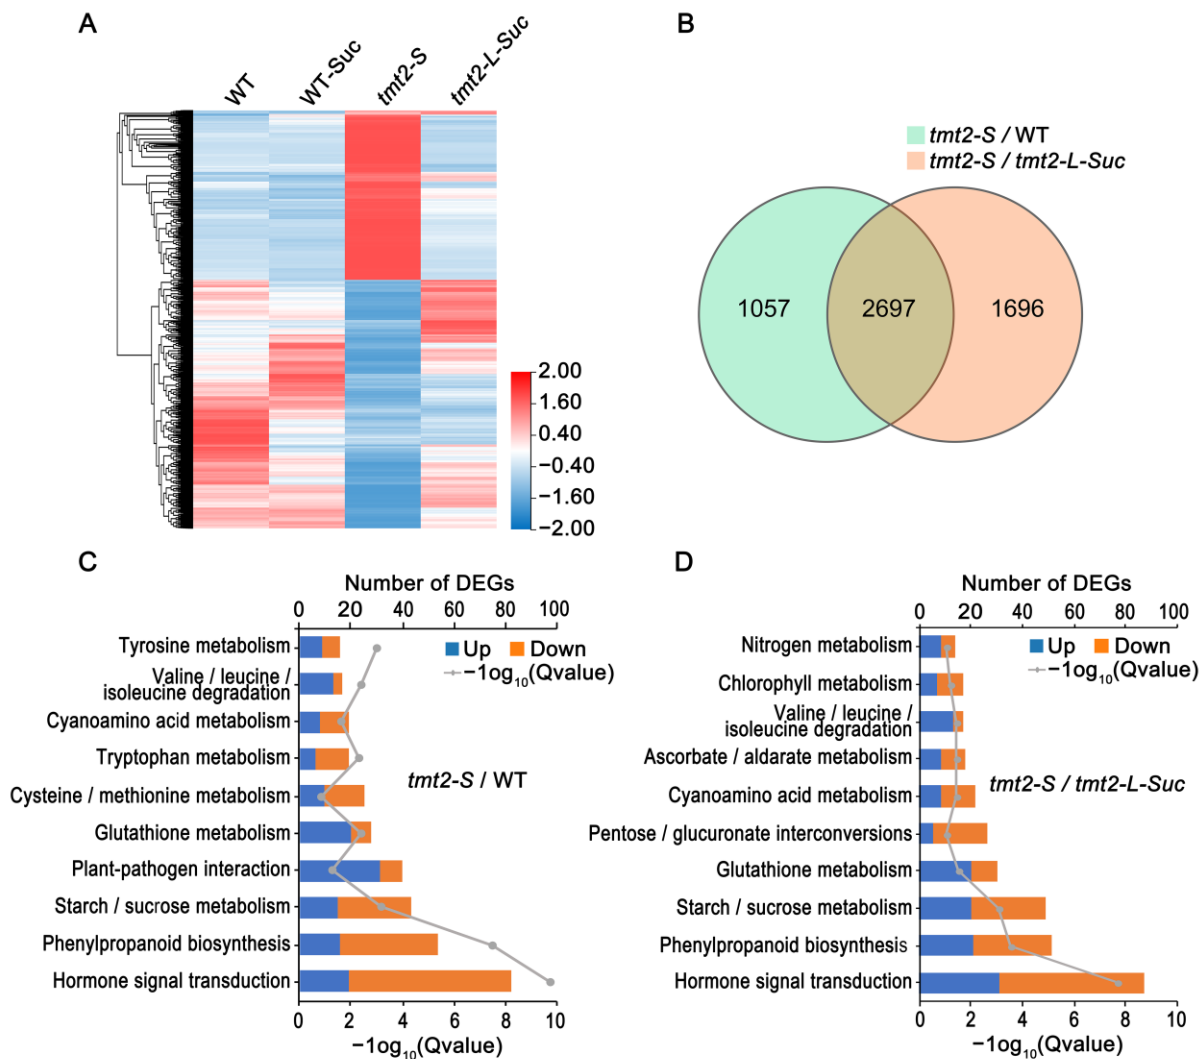 A
WT
WT-Suc
tmt2-S
tmt2-L-Suc
2.00
1.60
0.40
−0.40
−1.60
−2.00
B
tmt2-S / WT
tmt2-S / tmt2-L-Suc
1057
2697
1696
C
Number of DEGs
0 20 40 60 80 100
Tyrosine metabolism
Valine / leucine /
isoleucine degradation
Cyanoamino acid metabolism
Tryptophan metabolism
Cysteine / methionine metabolism
Glutathione metabolism
Plant-pathogen interaction
Starch / sucrose metabolism
Phenylpropanoid biosynthesis
Hormone signal transduction
Up Down
−1og10(Qvalue)
tmt2-S / WT
0 2 4 6 8 10
−1og10(Qvalue)
D
Number of DEGs
0 20 40 60 80 100
Nitrogen metabolism
Chlorophyll metabolism
Valine / leucine /
isoleucine degradation
Ascorbate / aldarate metabolism
Cyanoamino acid metabolism
Pentose / glucuronate interconversions
Glutathione metabolism
Starch / sucrose metabolism
Phenylpropanoid biosynthesis
Hormone signal transduction
Up Down
−1og10(Qvalue)
tmt2-S / tmt2-L-Suc
0 2 4 6 8 10
−1og10(Qvalue)